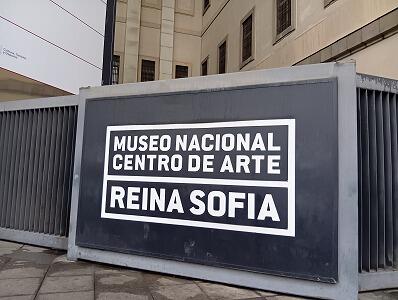 MUSEO NACIONAL
CENTRO DE ARTE
REINA SOFIA